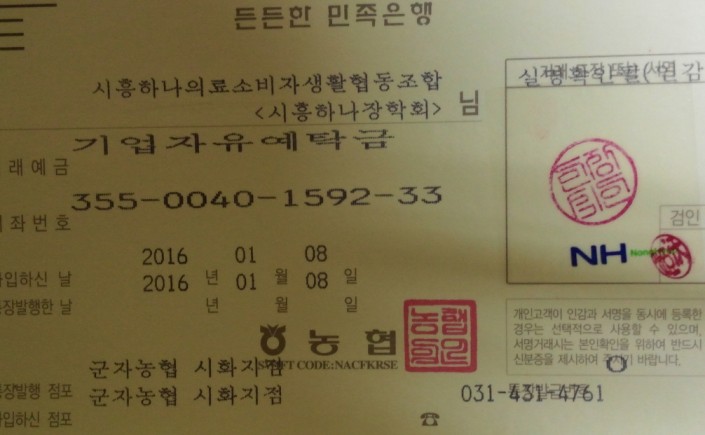 든든한 민족은행
시흥하나의료소비자생활협동조합
<시흥하나장학회> 님
기업자유예탁금
래 예 금
355-0040-1592-33
좌 번 호
검인
NH
2016 01 08
가입하신 날 2016 년 01 월 08 일
통장발행한 날 년 월 일
개인고객이 인감과 서명을 동시에 등록한
경우는 선택적으로 사용할 수 있으며,
서명거래시는 본인확인을 위하여 반드시
신분증을 제시하여 주시기 바랍니다.
농협
SWIFT CODE:NACFKRSE
군자농협 시화지점
통장발행 점포 군자농협 시화지점
031-431-4761
가입하신 점포 ☎